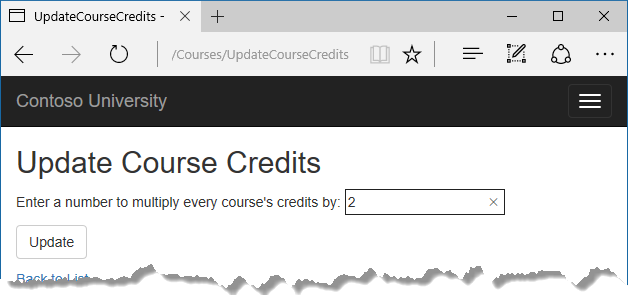 UpdateCourseCredits -
/Courses/UpdateCourseCredits
Contoso University
Update Course Credits
Enter a number to multiply every course's credits by: 2
Update
Back to List